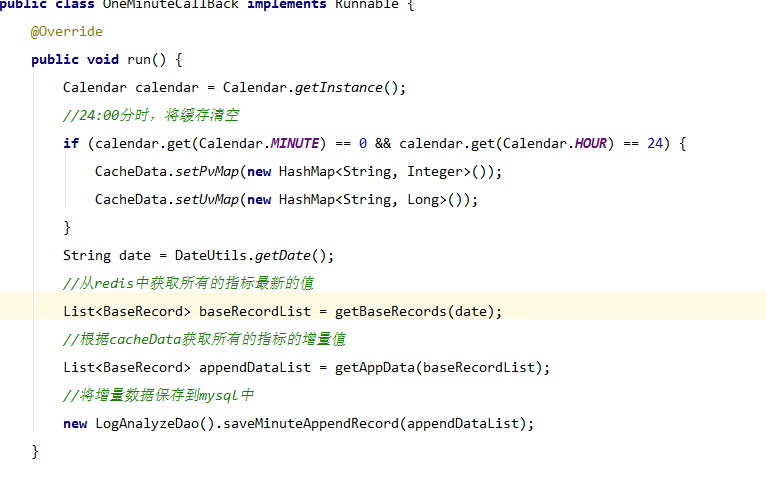 public class OneMinuteCallBack implements Runnable {
@Override
public void run() {
Calendar calendar = Calendar.getInstance();
//24:00分时，将缓存清空
if (calendar.get(Calendar.MINUTE) == 0 && calendar.get(Calendar.HOUR) == 24) {
CacheData.setPvMap(new HashMap<String, Integer>());
CacheData.setUvMap(new HashMap<String, Long>());
}
String date = DateUtils.getDate();
//从redis中获取所有的指标最新的值
List<BaseRecord> baseRecordList = getBaseRecords(date);
//根据cacheData获取所有的指标的增量值
List<BaseRecord> appendDataList = getAppData(baseRecordList);
//将增量数据保存到mysql中
new LogAnalyzeDao().saveMinuteAppendRecord(appendDataList);
}